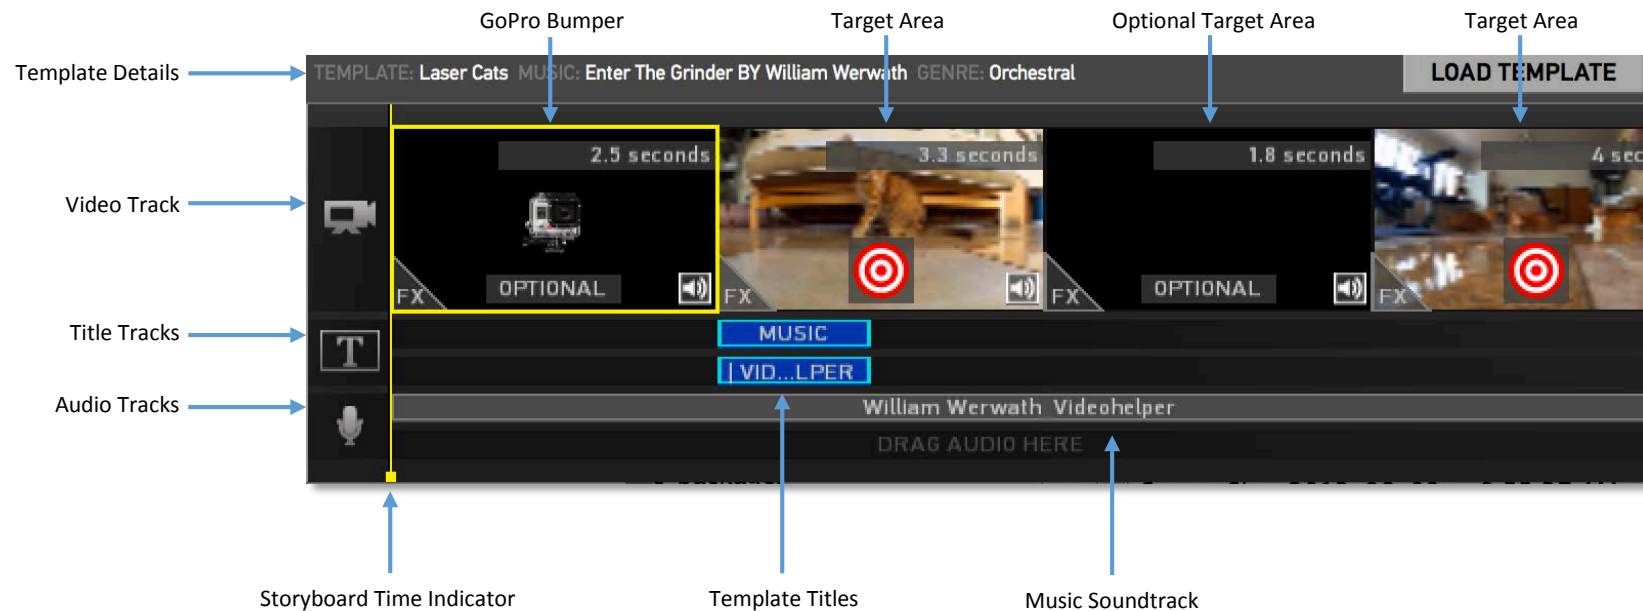 GoPro Bumper
Target Area
Optional Target Area
Target Area
Template Details
TEMPLATE: Laser Cats MUSIC: Enter The Grinder BY William Werwath GENRE: Orchestral
LOAD TEMPLATE
2.5 seconds
3.3 seconds
1.8 seconds
4 sec
Video Track
FX
OPTIONAL
FX
FX
OPTIONAL
FX
Title Tracks
T
MUSIC
| VID...LPER
Audio Tracks
William Werwath Videohelper
DRAG AUDIO HERE
Storyboard Time Indicator
Template Titles
Music Soundtrack